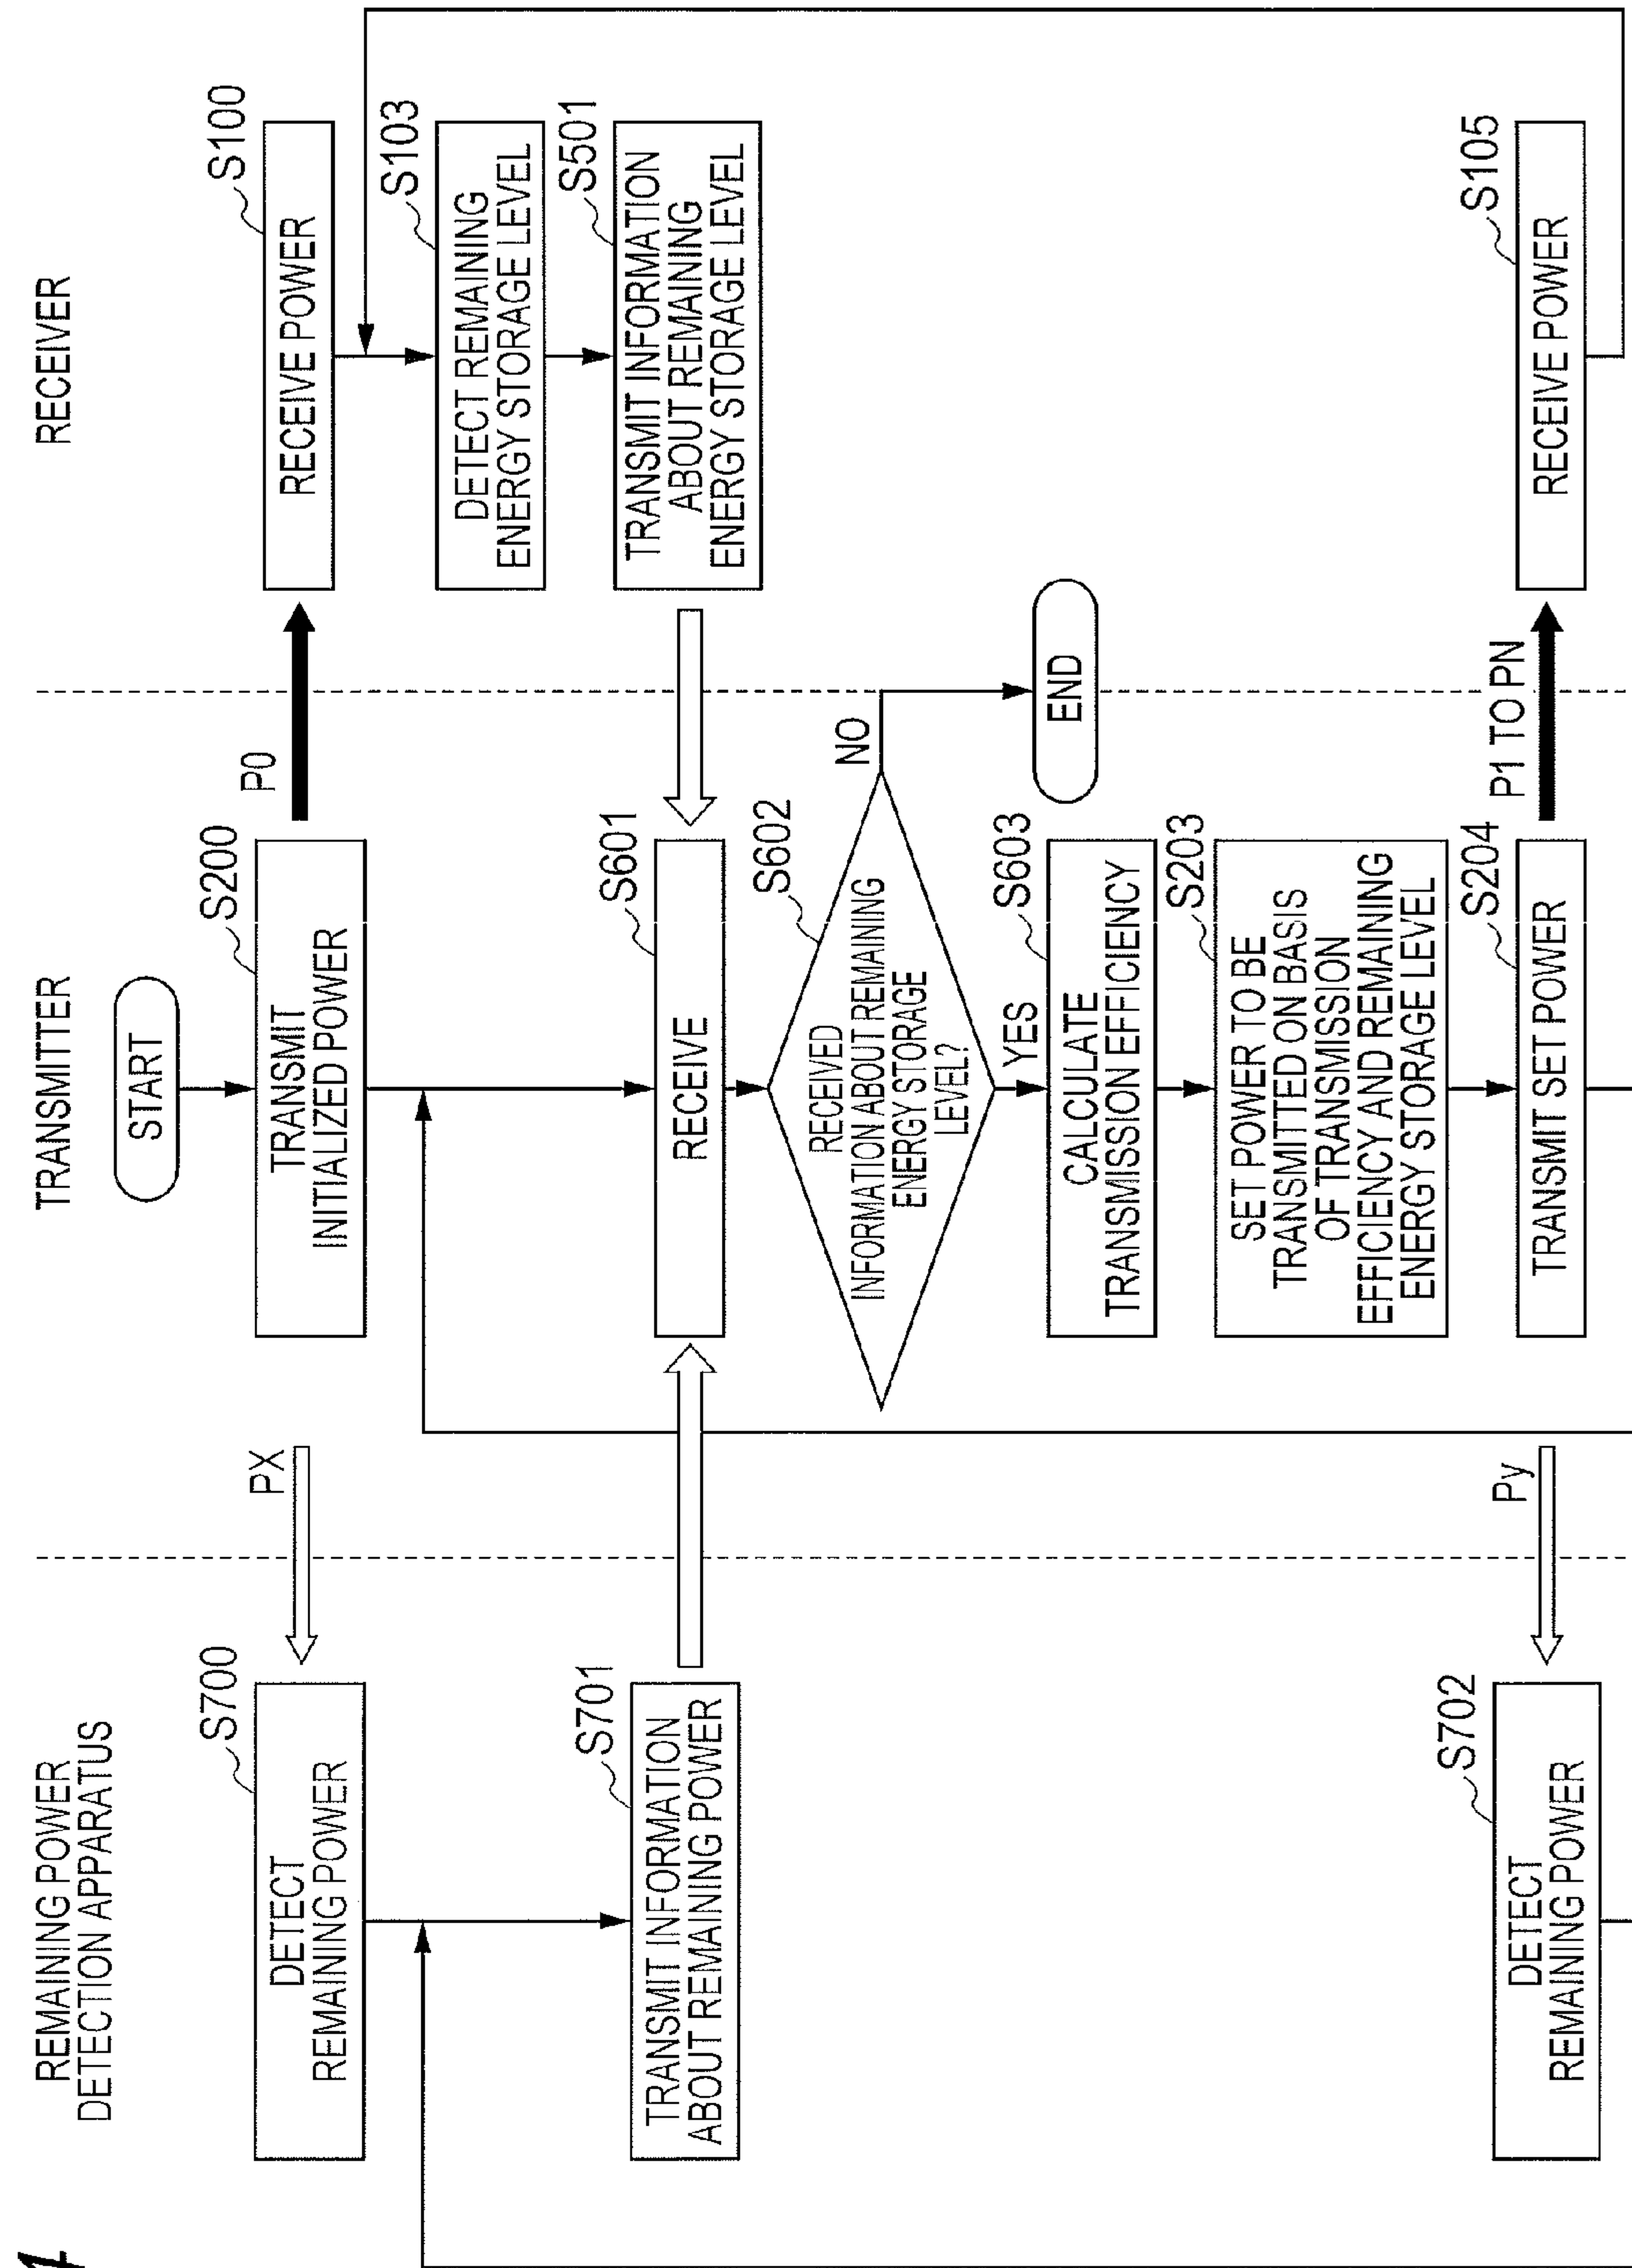 REMAINING POWER
DETECTION APPARATUS
TRANSMITTER
RECEIVER
START
S700
DETECT
REMAINING POWER
PX
S200
TRANSMIT
INITIALIZED POWER
P0
S100
RECEIVE POWER
S103
DETECT REMAINING
ENERGY STORAGE LEVEL
S701
TRANSMIT INFORMATION
ABOUT REMAINING POWER
S601
RECEIVE
S501
TRANSMIT INFORMATION
ABOUT REMAINING
ENERGY STORAGE LEVEL
S602
RECEIVED
INFORMATION ABOUT REMAINING
ENERGY STORAGE
LEVEL?
NO
END
YES
S603
CALCULATE
TRANSMISSION EFFICIENCY
S203
SET POWER TO BE
TRANSMITTED ON BASIS
OF TRANSMISSION
EFFICIENCY AND REMAINING
ENERGY STORAGE LEVEL
S702
DETECT
REMAINING POWER
Py
S204
TRANSMIT SET POWER
P1 TO PN
S105
RECEIVE POWER